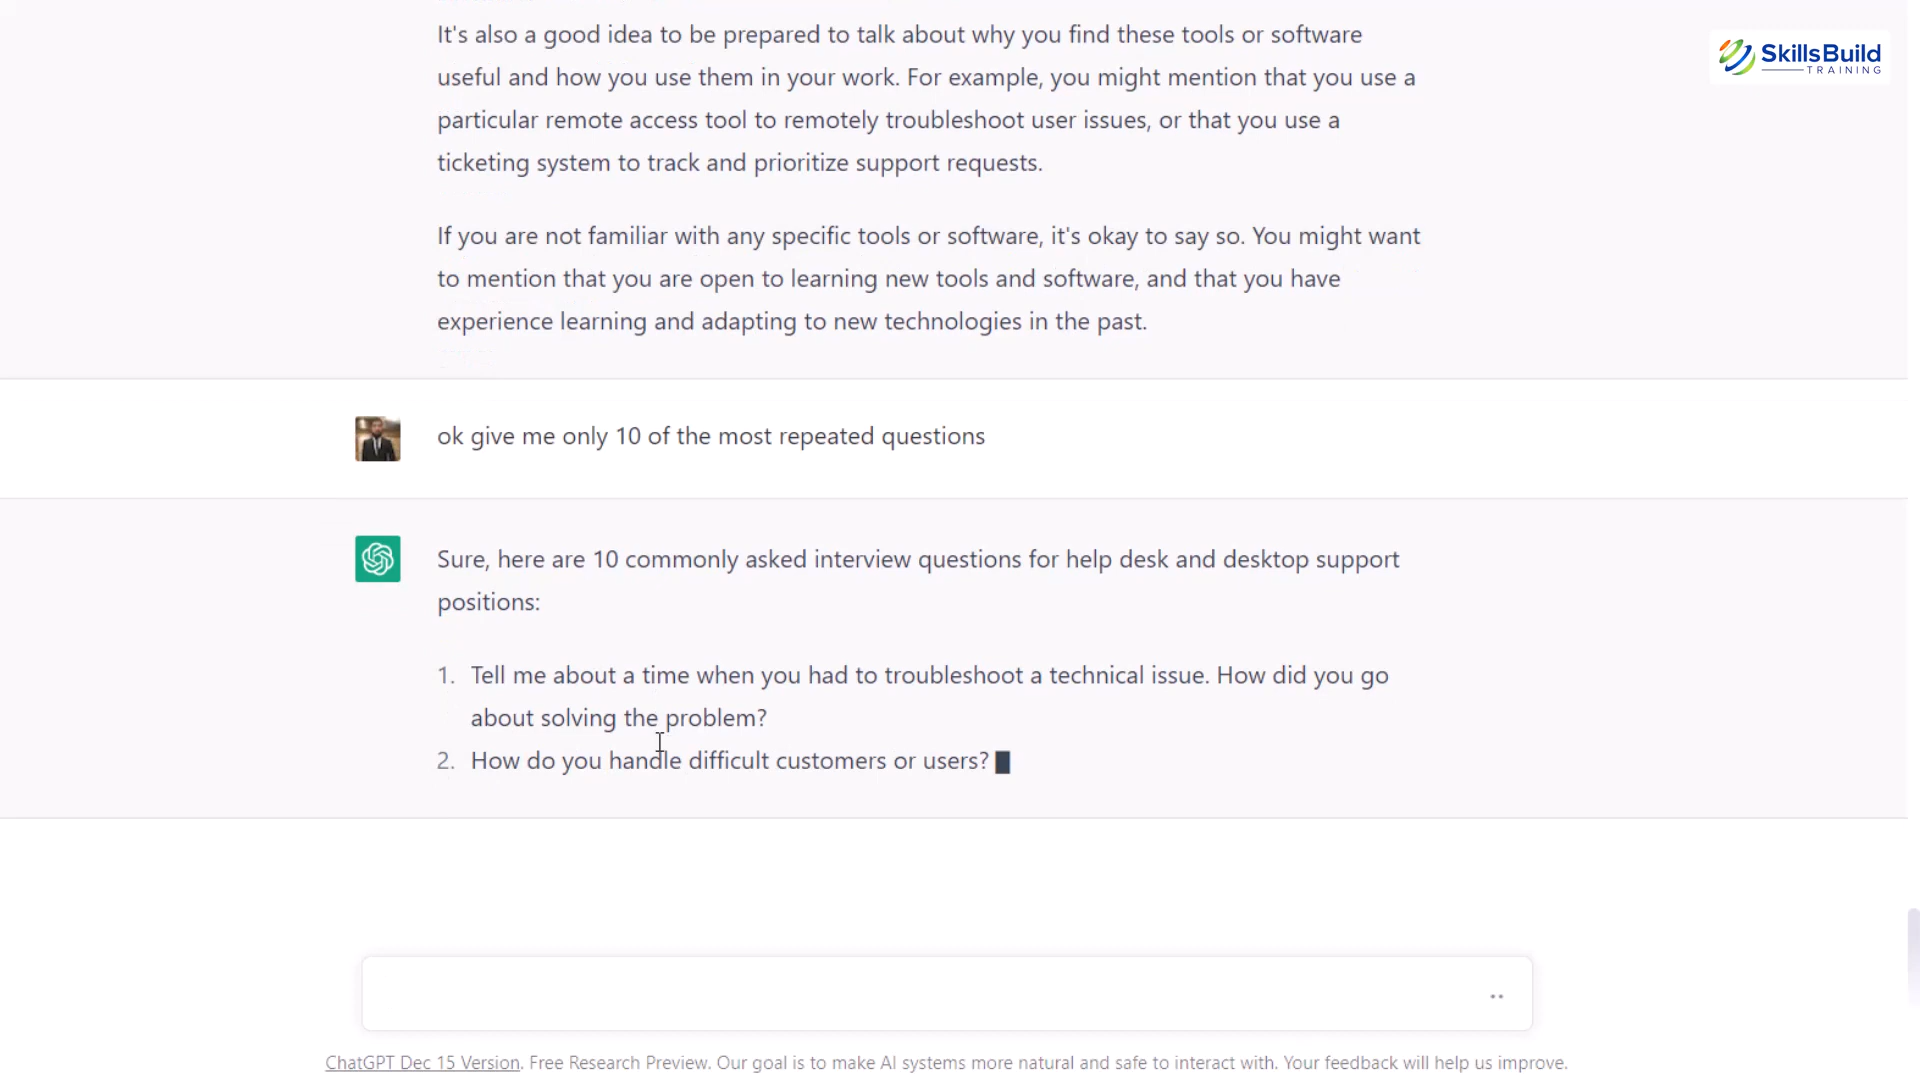 It's also a good idea to be prepared to talk about why you find these tools or software
useful and how you use them in your work. For example, you might mention that you use a
particular remote access tool to remotely troubleshoot user issues, or that you use a
ticketing system to track and prioritize support requests.
If you are not familiar with any specific tools or software, it's okay to say so. You might want
to mention that you are open to learning new tools and software, and that you have
experience learning and adapting to new technologies in the past.
SkillsBuild
TRAINING
ok give me only 10 of the most repeated questions
Sure, here are 10 commonly asked interview questions for help desk and desktop support
positions:
1. Tell me about a time when you had to troubleshoot a technical issue. How did you go
about solving the problem?
2. How do you handle difficult customers or users?
ChatGPT Dec 15 Version. Free Research Preview. Our goal is to make AI systems more natural and safe to interact with. Your feedback will help us improve.